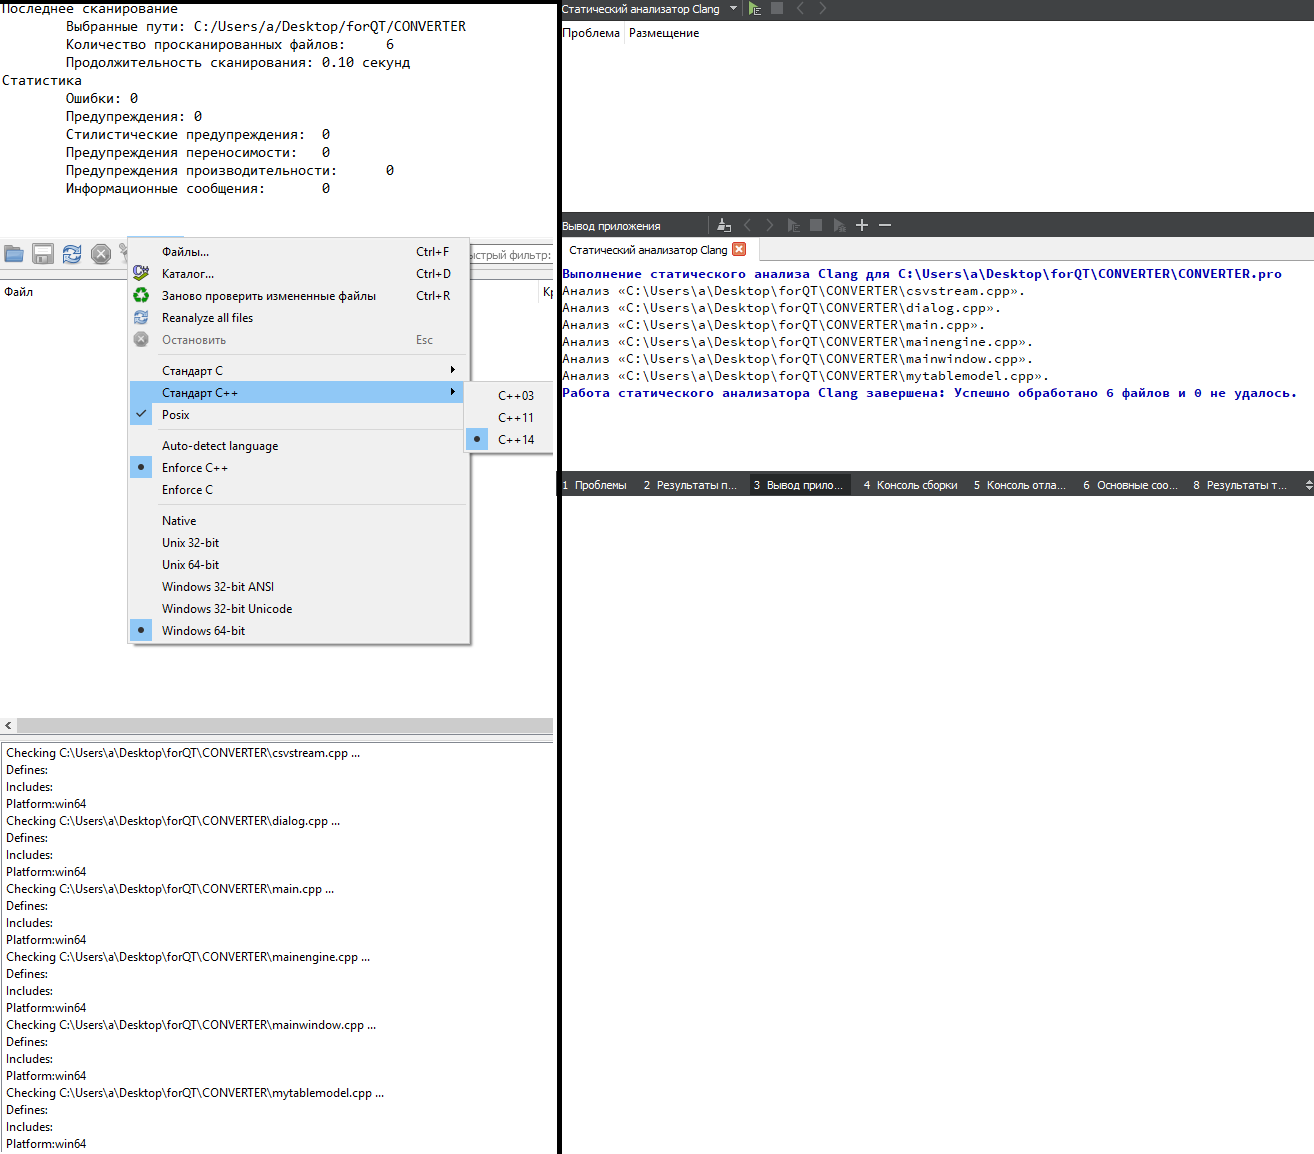 Последнее сканирование
Выбранные пути: C:/Users/a/Desktop/forQT/CONVERTER
Количество просканированных файлов: 6
Продолжительность сканирования: 0.10 секунд
Статистика
Ошибки: 0
Предупреждения: 0
Стилистические предупреждения: 0
Предупреждения переносимости: 0
Предупреждения производительности: 0
Информационные сообщения: 0
Файлы... Ctrl+F
Каталог... Ctrl+D
Заново проверить измененные файлы Ctrl+R
Reanalyze all files
Остановить Esc
Стандарт C
Стандарт C++
Posix
Auto-detect language
Enforce C++
Enforce C
Native
Unix 32-bit
Unix 64-bit
Windows 32-bit ANSI
Windows 32-bit Unicode
Windows 64-bit
C++03
C++11
C++14
фильтр:
Файл
Checking C:\Users\a\Desktop\forQT\CONVERTER\csvstream.cpp ...
Defines:
Includes:
Platform:win64
Checking C:\Users\a\Desktop\forQT\CONVERTER\dialog.cpp ...
Defines:
Includes:
Platform:win64
Checking C:\Users\a\Desktop\forQT\CONVERTER\main.cpp ...
Defines:
Includes:
Platform:win64
Checking C:\Users\a\Desktop\forQT\CONVERTER\mainengine.cpp ...
Defines:
Includes:
Platform:win64
Checking C:\Users\a\Desktop\forQT\CONVERTER\mainwindow.cpp ...
Defines:
Includes:
Platform:win64
Checking C:\Users\a\Desktop\forQT\CONVERTER\mytablemodel.cpp ...
Defines:
Includes:
Platform:win64
Статический анализатор Clang
Проблема Размещение
Вывод приложения
Статический анализатор Clang
Выполнение статического анализа Clang для C:\Users\a\Desktop\forQT\CONVERTER\CONVERTER.pro
Анализ «C:\Users\a\Desktop\forQT\CONVERTER\csvstream.cpp».
Анализ «C:\Users\a\Desktop\forQT\CONVERTER\dialog.cpp».
Анализ «C:\Users\a\Desktop\forQT\CONVERTER\main.cpp».
Анализ «C:\Users\a\Desktop\forQT\CONVERTER\mainengine.cpp».
Анализ «C:\Users\a\Desktop\forQT\CONVERTER\mainwindow.cpp».
Анализ «C:\Users\a\Desktop\forQT\CONVERTER\mytablemodel.cpp».
Работа статического анализатора Clang завершена: Успешно обработано 6 файлов и 0 не удалось.
1 Проблемы 2 Результаты п... 3 Вывод прило... 4 Консоль сборки 5 Консоль отла... 6 Основные соо... 8 Результаты т...